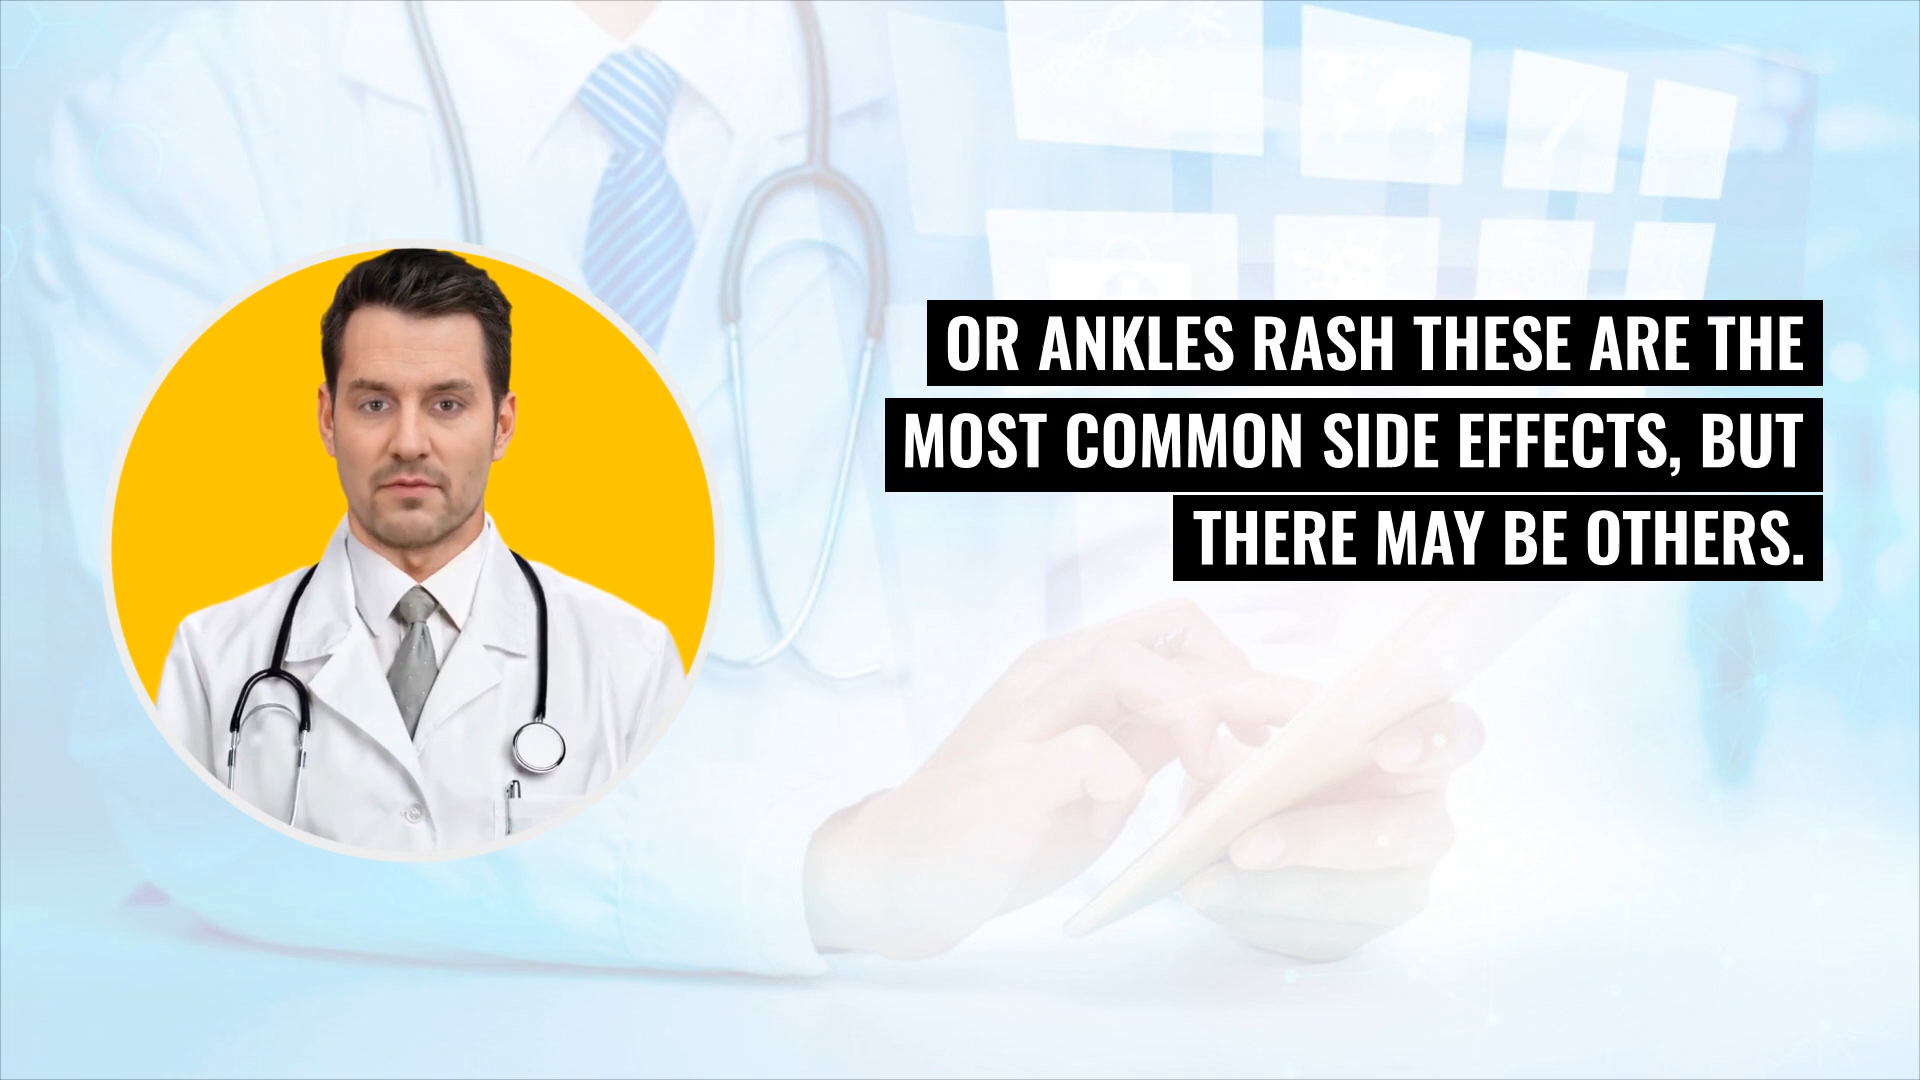 OR ANKLES RASH THESE ARE THE
MOST COMMON SIDE EFFECTS, BUT
THERE MAY BE OTHERS.